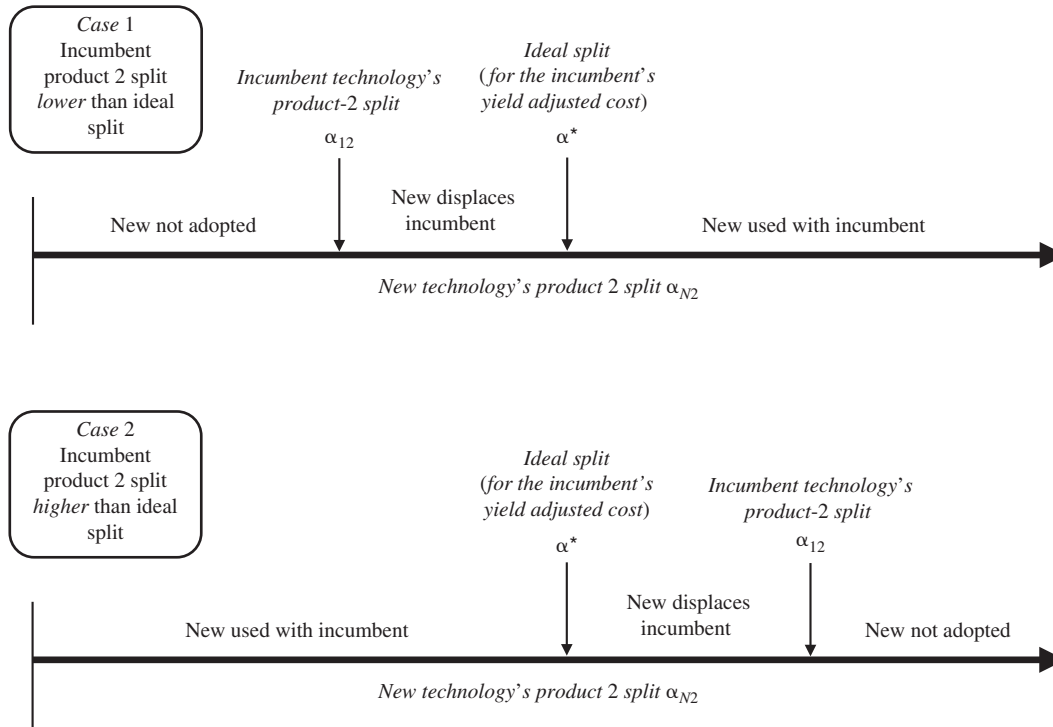 Case 1
Incumbent
product 2 split
lower than ideal
split
Incumbent technology's
product-2 split
α12
Ideal split
(for the incumbent's
yield adjusted cost)
α*
New not adopted
New displaces
incumbent
New used with incumbent
New technology's product 2 split αN2
Case 2
Incumbent
product 2 split
higher than ideal
split
Ideal split
(for the incumbent's
yield adjusted cost)
α*
Incumbent technology's
product-2 split
α12
New used with incumbent
New displaces
incumbent
New not adopted
New technology's product 2 split αN2